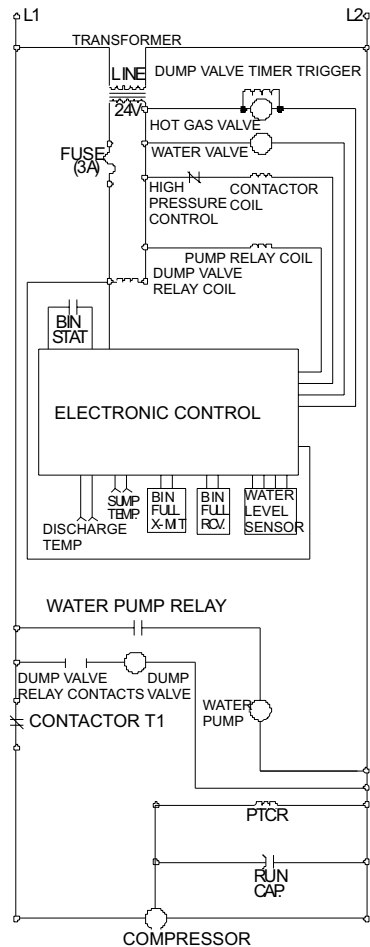 L1
L2
TRANSFORMER
LINE
DUMP VALVE TIMER TRIGGER
24V
HOT GAS VALVE
FUSE
(3A)
WATER VALVE
HIGH
PRESSURE
CONTROL
CONTACTOR
COIL
PUMP RELAY COIL
DUMP VALVE
RELAY COIL
BIN
STAT
ELECTRONIC CONTROL
DISCHARGE
TEMP
SUMP
TEMP.
BIN
FULL
X-MIT
BIN
FULL
RCV.
WATER
LEVEL
SENSOR
WATER PUMP RELAY
DUMP VALVE
RELAY CONTACTS
DUMP
VALVE
WATER
PUMP
CONTACTOR T1
PTCR
RUN
CAP.
COMPRESSOR